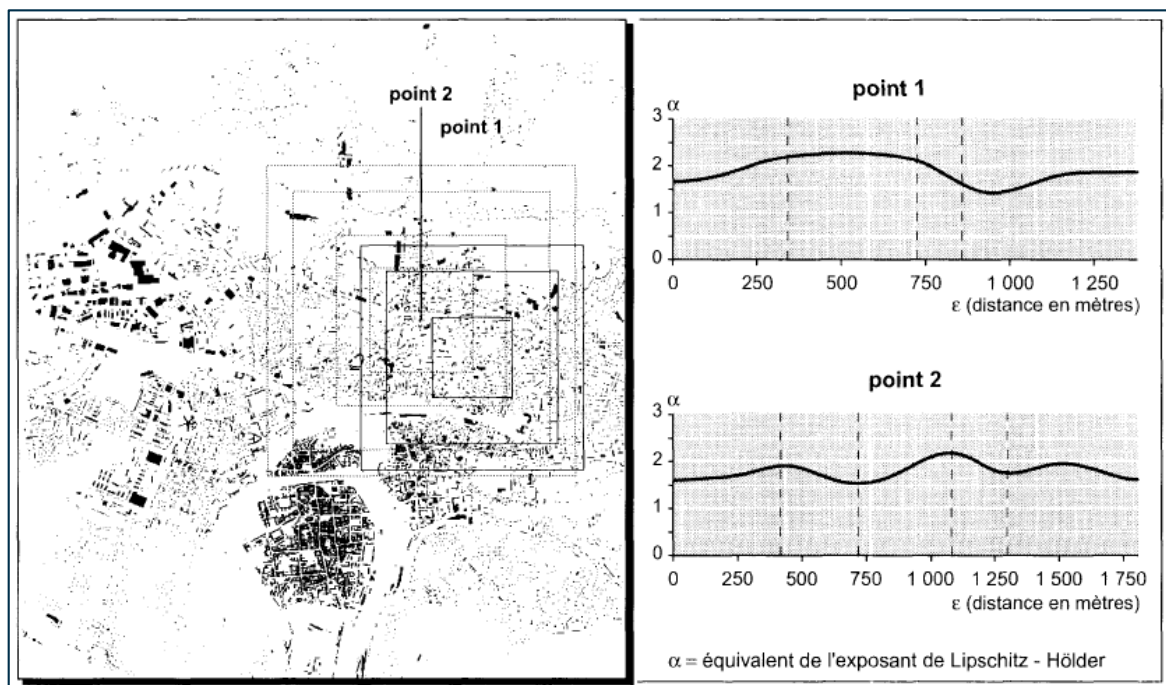 point 2
point 1
point 1
α
3
2
1
0
0 250 500 750 1 000 1 250
ε (distance en mètres)
point 2
α
3
2
1
0
0 250 500 750 1 000 1 250 1 500 1 750
ε (distance en mètres)
α = équivalent de l'exposant de Lipschitz - Hölder